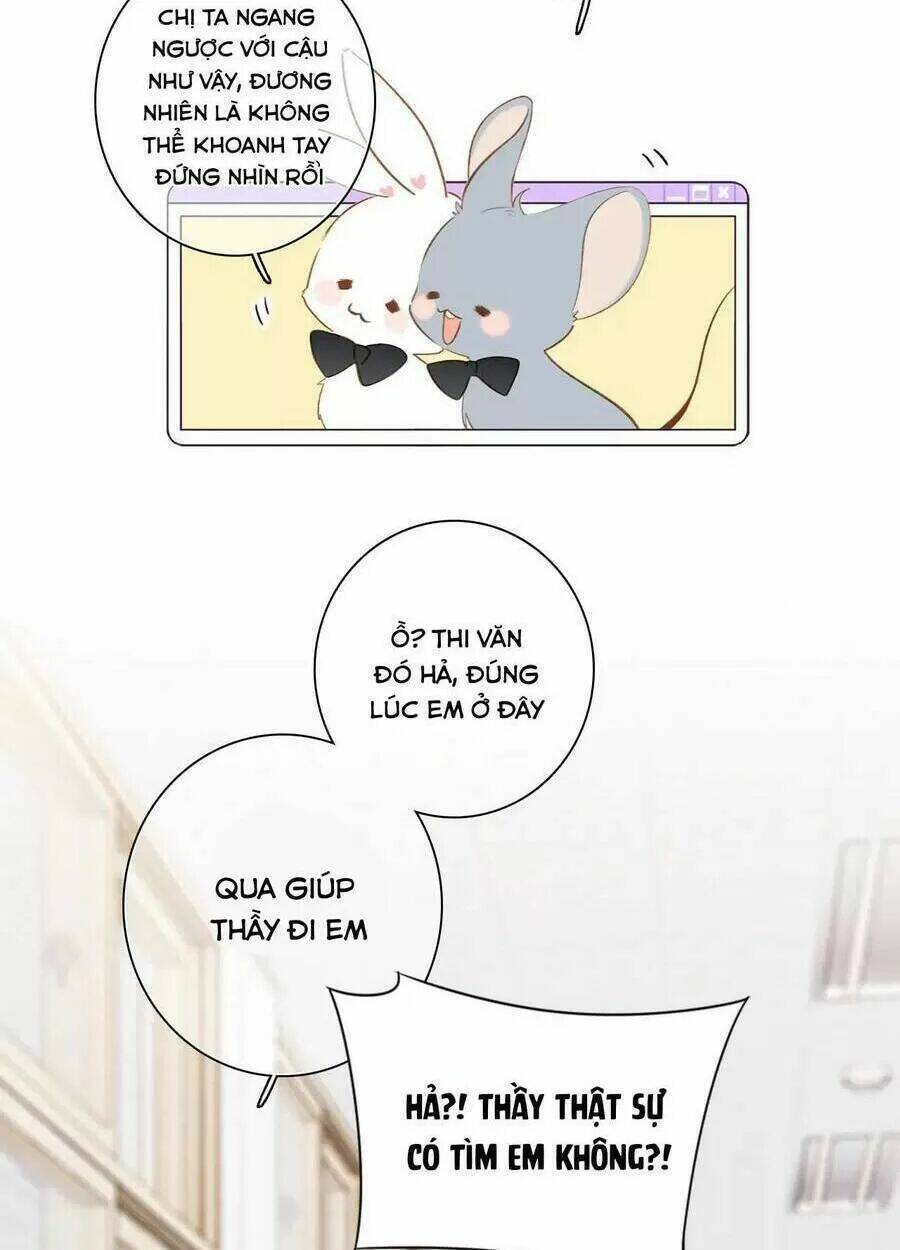 CHỊ TA NGANG
NGƯỢC VỚI CẬU
NHƯ VẬY, ĐƯƠNG
NHIÊN LÀ KHÔNG
THỂ KHOANH TAY
ĐỨNG NHÌN RỒI
Ồ? THI VĂN
ĐÓ HẢ, ĐÚNG
LÚC EM Ở ĐÂY
QUA GIÚP
THẦY ĐI EM
HẢ?! THẦY THẬT SỰ
CÓ TÌM EM KHÔNG?!